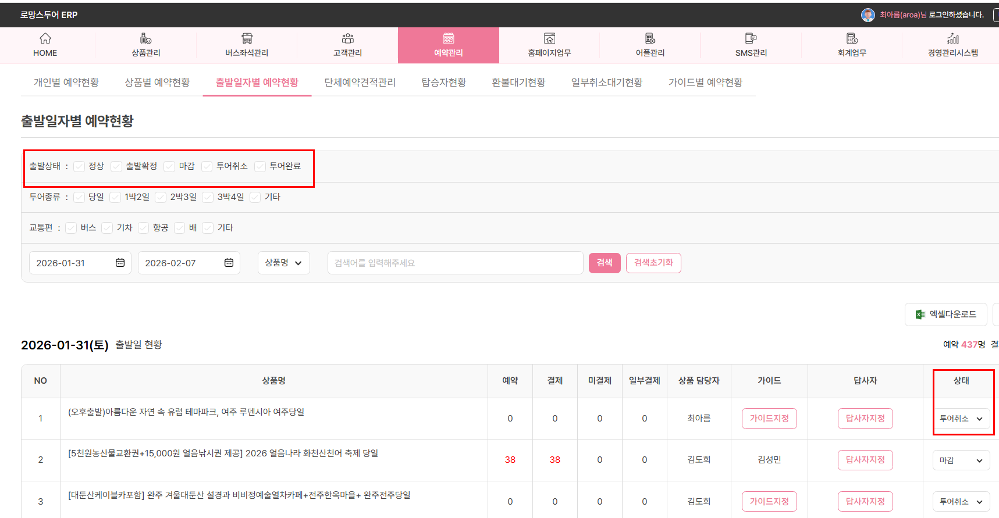 로망스투어 ERP
최아름(aroa)님 로그인하셨습니다.
HOME 상품관리 버스좌석관리 고객관리 예약관리 홈페이지업무 어플관리 SMS관리 회계업무 경영관리시스템
개인별 예약현황 상품별 예약현황 출발일자별 예약현황 단체예약견적관리 탑승자현황 환불대기현황 일부취소대기현황 가이드별 예약현황
출발일자별 예약현황
출발상태 : 정상 출발확정 마감 투어취소 투어완료
투어종류 : 당일 1박2일 2박3일 3박4일 기타
교통편 : 버스 기차 항공 배 기타
2026-01-31 2026-02-07 상품명 검색어를 입력해주세요 검색 검색초기화
엑셀다운로드
2026-01-31(토) 출발일 현황 예약 437명
NO 상품명 예약 결제 미결제 일부결제 상품 담당자 가이드 답사자 상태
1 (오후출발)아름다운 자연 속 유럽 테마파크, 여주 루덴시아 여주당일 0 0 0 0 최아름 가이드지정 답사자지정 투어취소
2 [5천원농산물교환권+15,000원 얼음낚시권 제공] 2026 얼음나라 화천산천어 축제 당일 38 38 0 0 김도희 김성민 답사자지정 마감
3 [대둔산케이블카포함] 완주 겨울대둔산 설경과 비비정예술열차카페+전주한옥마을+ 완주전주당일 0 0 0 0 김도희 가이드지정 답사자지정 투어취소